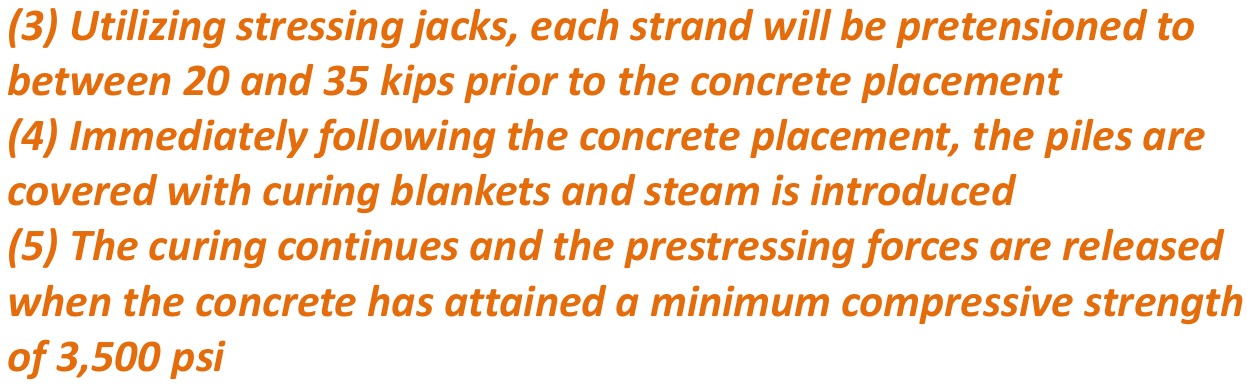 (3) Utilizing stressing jacks, each strand will be pretensioned to
between 20 and 35 kips prior to the concrete placement
(4) Immediately following the concrete placement, the piles are
covered with curing blankets and steam is introduced
(5) The curing continues and the prestressing forces are released
when the concrete has attained a minimum compressive strength
of 3,500 psi